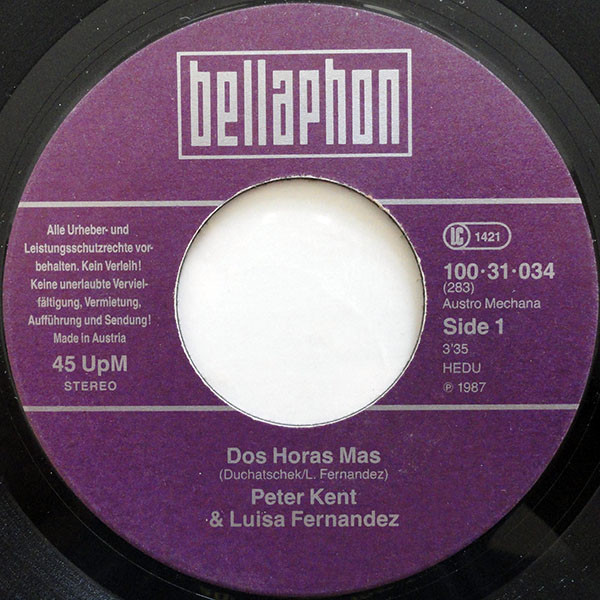 bellaphon
Alle Urheber- und
Leistungsschutzrechte vor-
behalten. Kein Verleih!
Keine unerlaubte Verviel-
fältigung, Vermietung,
Aufführung und Sendung!
Made in Austria
45 UpM
STEREO
LC 1421
100·31·034
(283)
Austro Mechana
Side 1
3'35
HEDU
℗ 1987
Dos Horas Mas
(Duchatschek/L. Fernandez)
Peter Kent
& Luisa Fernandez